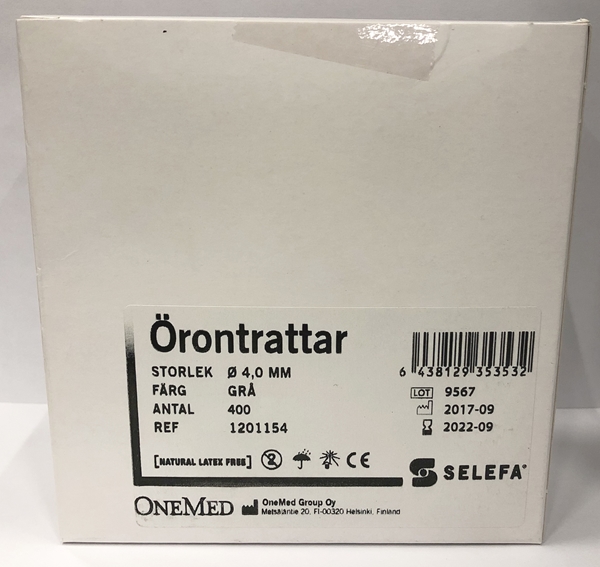 Örontrattar
STORLEK Ø 4,0 MM
FÄRG GRÅ
ANTAL 400
REF 1201154
6 438129 353532
LOT 9567
2017-09
2022-09
[NATURAL LATEX FREE]
2
CE
SELEFA®
ONEMED
OneMed Group Oy
Metsäläntie 20, FI-00320 Helsinki, Finland